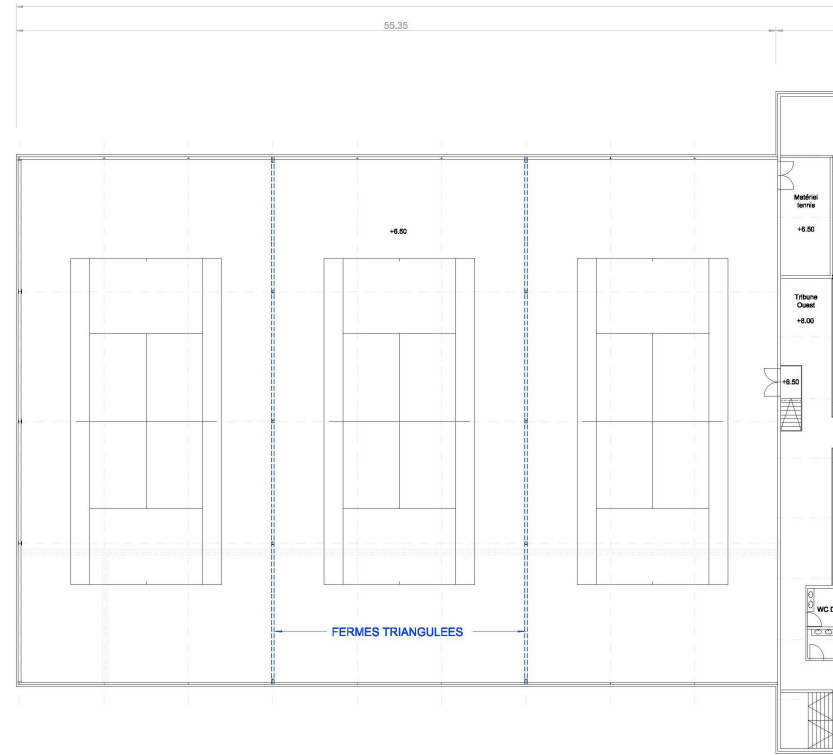 55.35
Matériel
tennis
+6.50
+6.50
Tribune
Ouest
+8.00
+6.50
WC D
FERMES TRIANGULEES